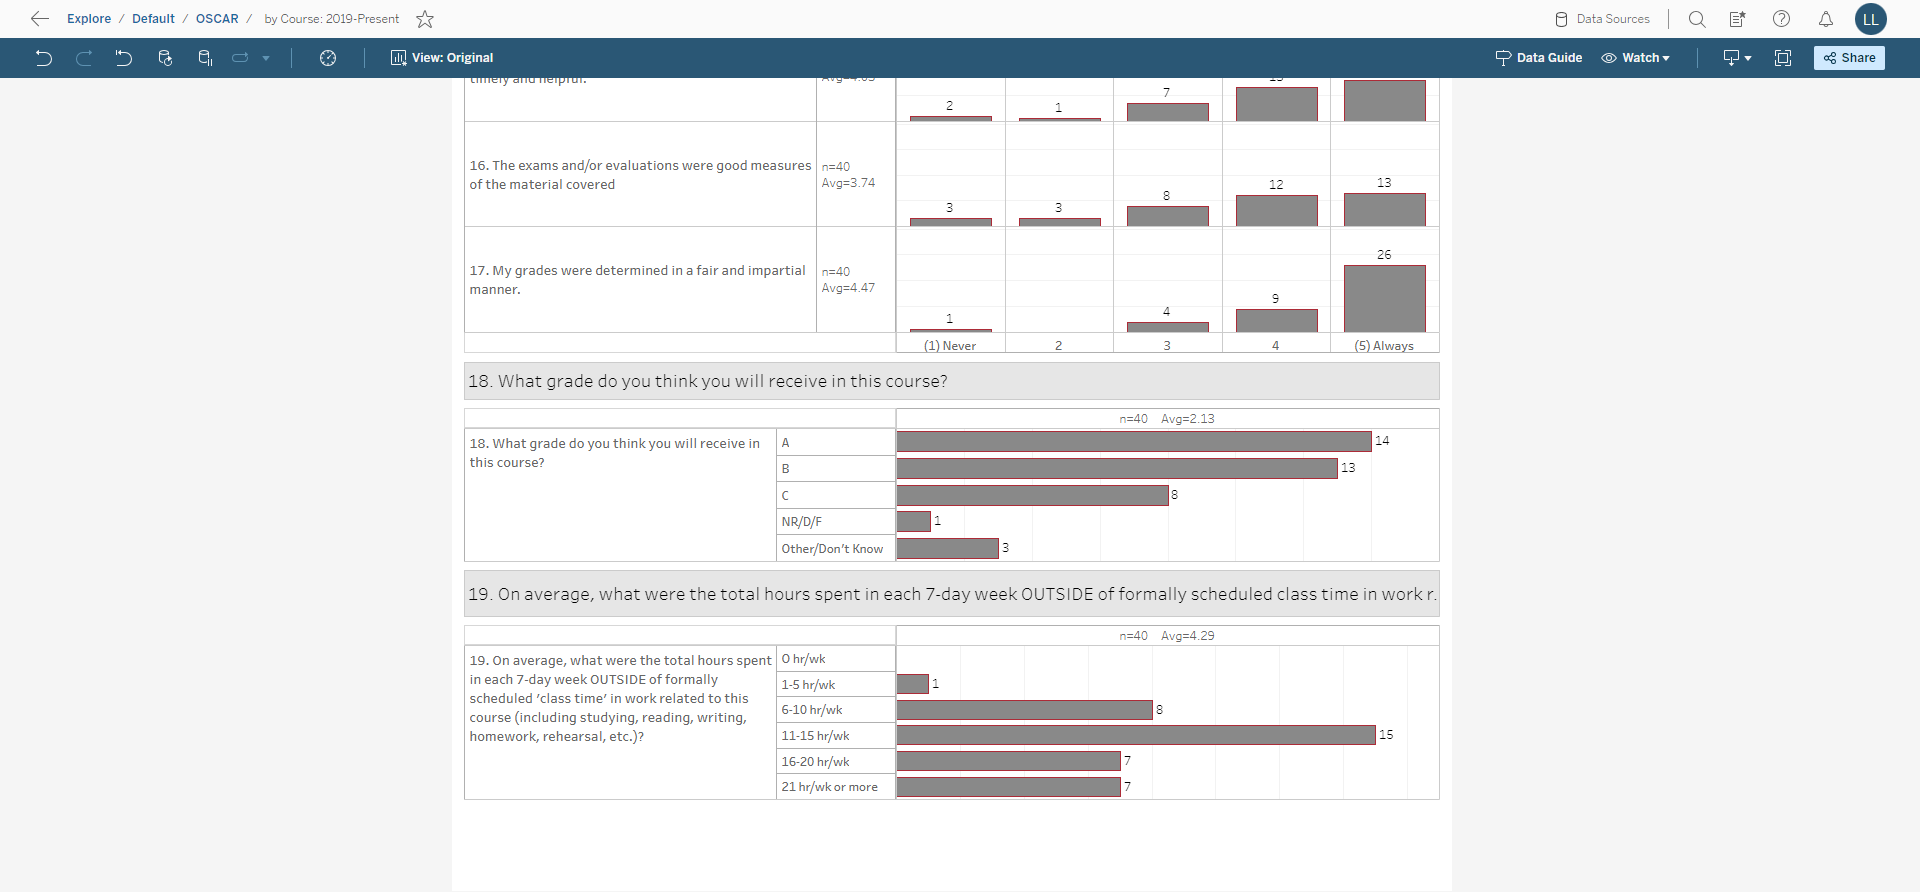 Explore / Default / OSCAR / by Course: 2019-Present
Data Sources
LL
View: Original
Data Guide
Watch
Share
timely and helpful.
2
1
7
16. The exams and/or evaluations were good measures
of the material covered
n=40
Avg=3.74
3
3
8
12
13
17. My grades were determined in a fair and impartial
manner.
n=40
Avg=4.47
1
4
9
26
(1) Never
2
3
4
(5) Always
18. What grade do you think you will receive in this course?
n=40 Avg=2.13
18. What grade do you think you will receive in
this course?
A
14
B
13
C
8
NR/D/F
1
Other/Don't Know
3
19. On average, what were the total hours spent in each 7-day week OUTSIDE of formally scheduled class time in work r.
n=40 Avg=4.29
19. On average, what were the total hours spent
in each 7-day week OUTSIDE of formally
scheduled ‘class time’ in work related to this
course (including studying, reading, writing,
homework, rehearsal, etc.)?
0 hr/wk
1-5 hr/wk
1
6-10 hr/wk
8
11-15 hr/wk
15
16-20 hr/wk
7
21 hr/wk or more
7